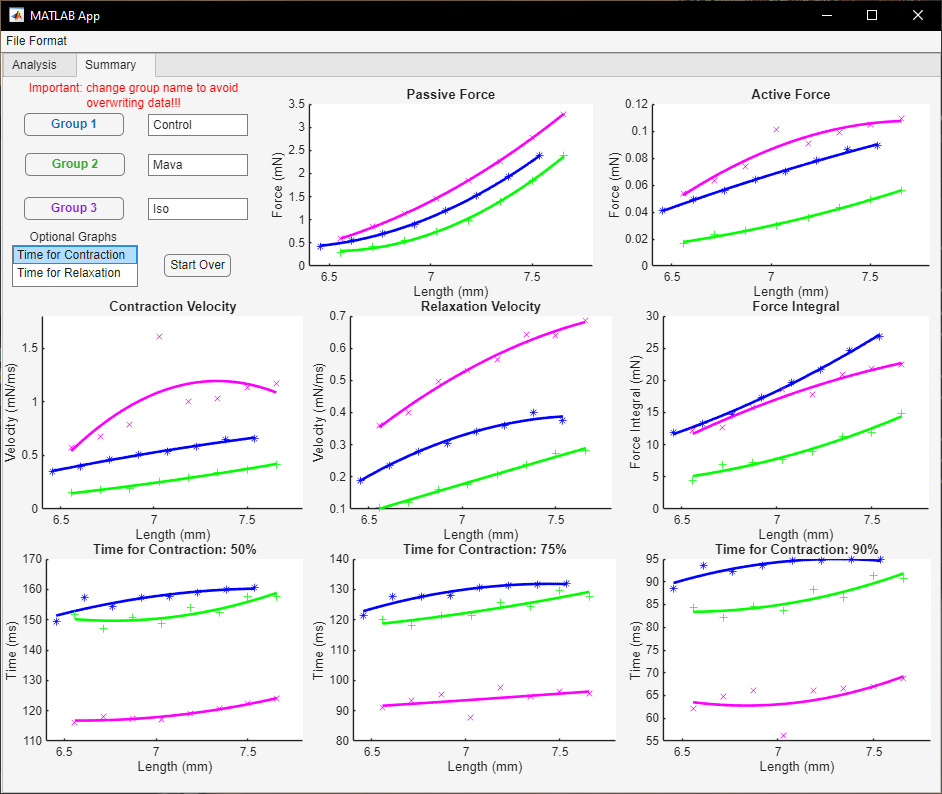 MATLAB App
File Format
Analysis
Summary
Important: change group name to avoid
overwriting data!!!
Group 1
Control
Group 2
Mava
Group 3
Iso
Optional Graphs
Time for Contraction
Time for Relaxation
Start Over
Passive Force
Force (mN)
3.5
3
2.5
2
1.5
1
0.5
0
6.5
7
7.5
Length (mm)
Active Force
Force (mN)
0.12
0.1
0.08
0.06
0.04
0.02
0
6.5
7
7.5
Length (mm)
Contraction Velocity
Velocity (mN/ms)
1.5
1
0.5
0
6.5
7
7.5
Length (mm)
Relaxation Velocity
Velocity (mN/ms)
0.7
0.6
0.5
0.4
0.3
0.2
0.1
6.5
7
7.5
Length (mm)
Force Integral
Force Integral (mN)
30
25
20
15
10
5
0
6.5
7
7.5
Length (mm)
Time for Contraction: 50%
Time (ms)
170
160
150
140
130
120
110
6.5
7
7.5
Length (mm)
Time for Contraction: 75%
Time (ms)
140
130
120
110
100
90
80
6.5
7
7.5
Length (mm)
Time for Contraction: 90%
Time (ms)
95
90
85
80
75
70
65
60
55
6.5
7
7.5
Length (mm)